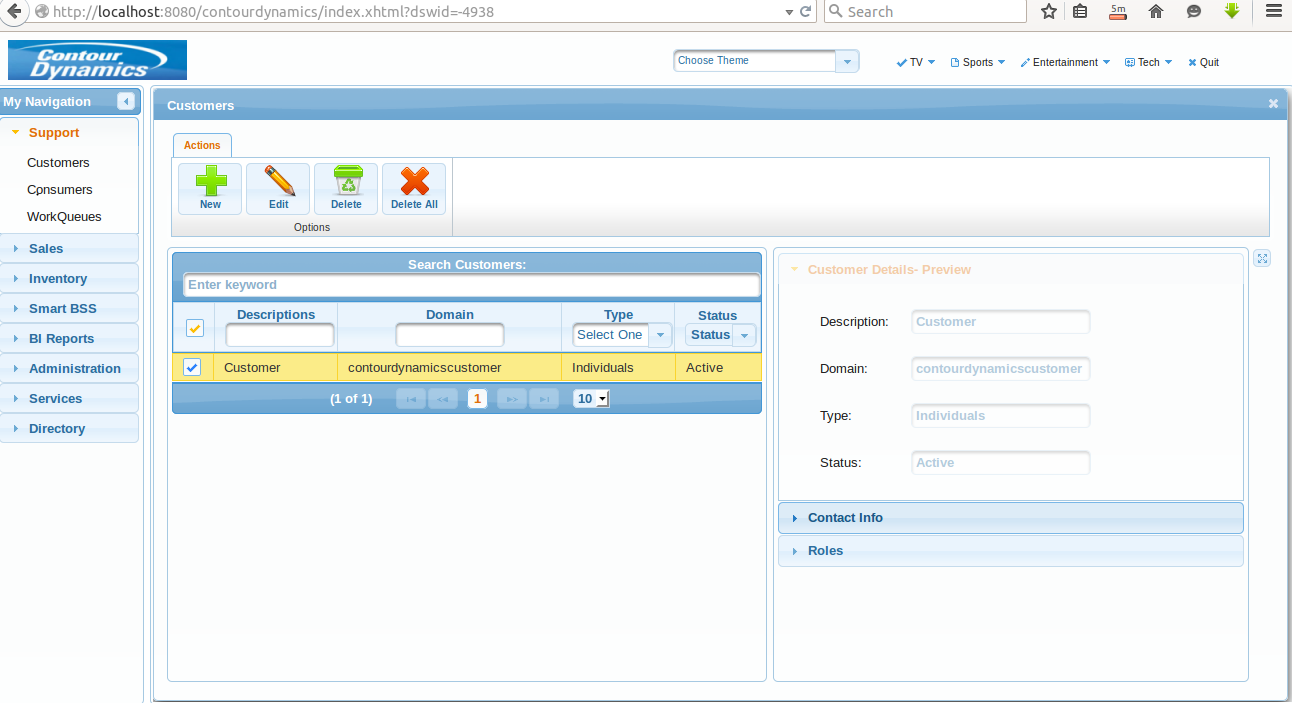 http://localhost:8080/contourdynamics/index.xhtml?dswid=-4938
Search
5m
Contour
Dynamics
Choose Theme
TV
Sports
Entertainment
Tech
Quit
My Navigation
Support
Customers
Consumers
WorkQueues
Sales
Inventory
Smart BSS
BI Reports
Administration
Services
Directory
Customers
Actions
New
Edit
Delete
Delete All
Options
Search Customers:
Enter keyword
Descriptions
Domain
Type
Status
Select One
Status
Customer
contourdynamicscustomer
Individuals
Active
(1 of 1)
1
10
Customer Details- Preview
Description:
Customer
Domain:
contourdynamicscustomer
Type:
Individuals
Status:
Active
Contact Info
Roles